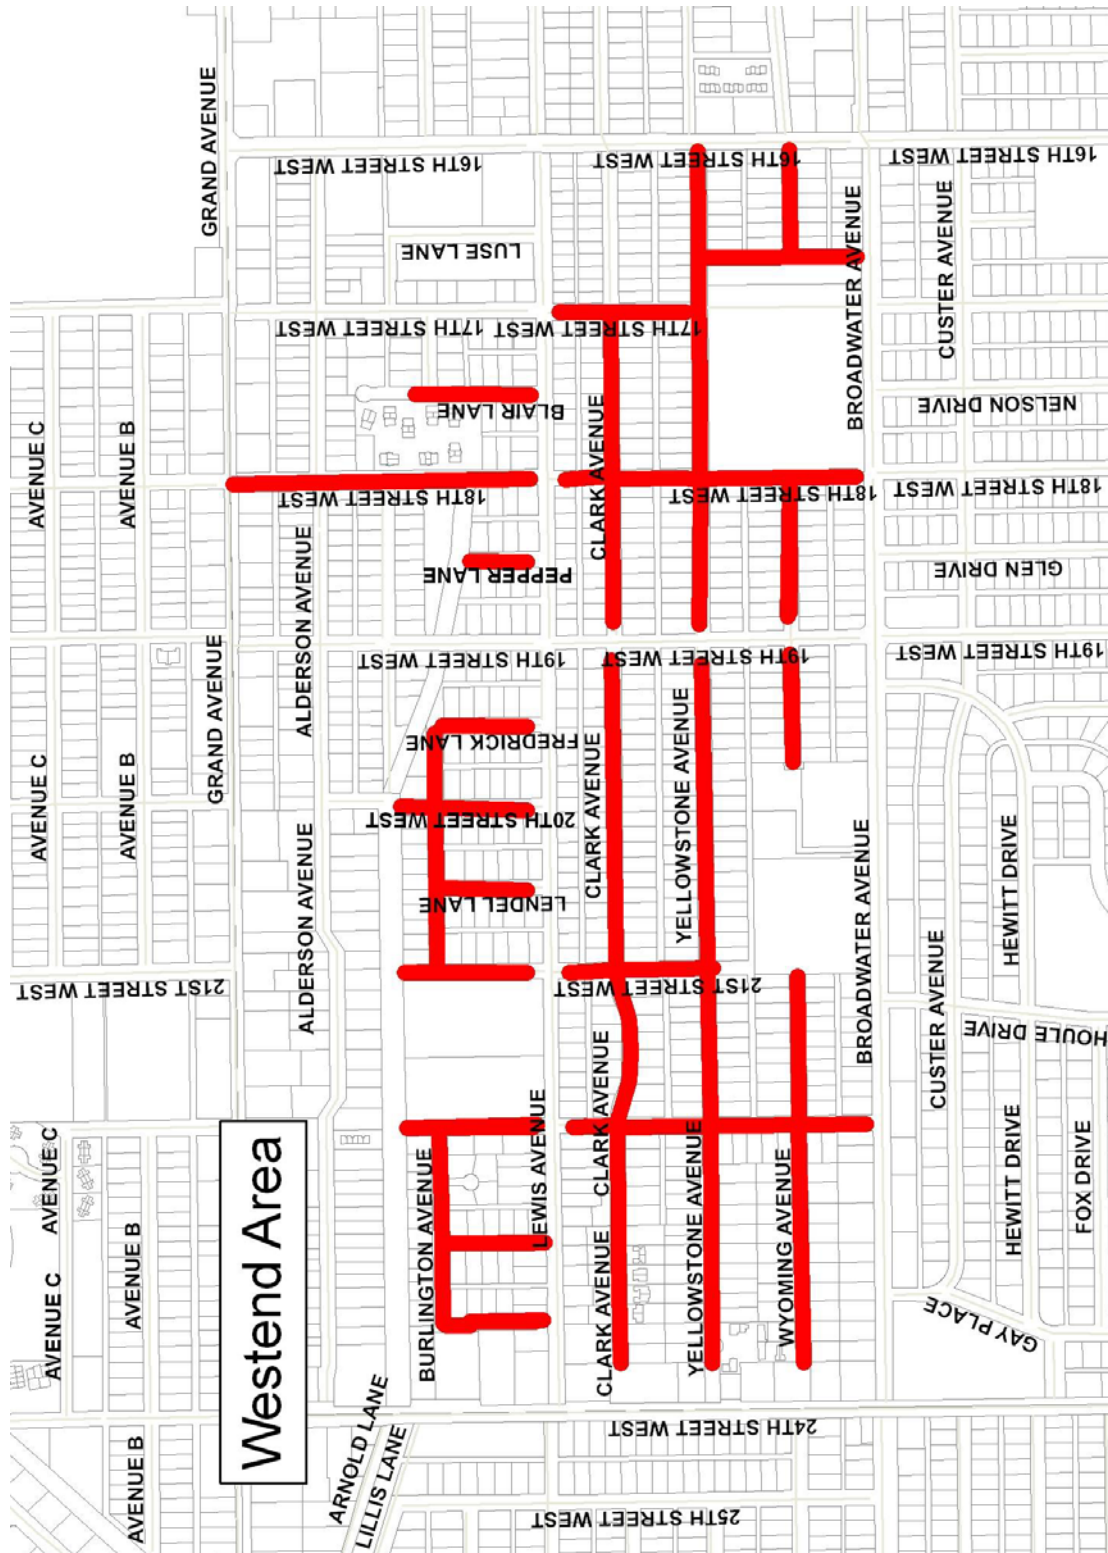 GRAND AVENUE
16TH STREET WEST
16TH STREET WEST
16TH STREET WEST
LUSE LANE
BROADWATER AVENUE
CUSTER AVENUE
17TH STREET WEST
17TH STREET WEST
NELSON DRIVE
BLAIR LANE
AVENUE C
AVENUE B
CLARK AVENUE
18TH STREET WEST
18TH STREET WEST
18TH STREET WEST
ALDERSON AVENUE
PEPPER LANE
GLEN DRIVE
GRAND AVENUE
19TH STREET WEST
19TH STREET WEST
19TH STREET WEST
AVENUE C
AVENUE B
FREDRICK LANE
CLARK AVENUE
YELLOWSTONE AVENUE
20TH STREET WEST
HEWITT DRIVE
ALDERSON AVENUE
LENDEL LANE
BROADWATER AVENUE
21ST STREET WEST
21ST STREET WEST
CUSTER AVENUE
HOULE DRIVE
CLARK AVENUE
AVENUE C
AVENUE C
AVENUE B
Westend Area
BURLINGTON AVENUE
LEWIS AVENUE
CLARK AVENUE
YELLOWSTONE AVENUE
WYOMING AVENUE
HEWITT DRIVE
FOX DRIVE
GAY PLACE
ARNOLD LANE
LILLIS LANE
24TH STREET WEST
AVENUE B
25TH STREET WEST